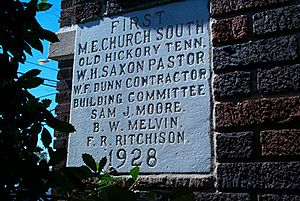 FIRST
M.E. CHURCH SOUTH
OLD HICKORY TENN.
W.H. SAXON PASTOR
W.F. DUNN CONTRACTOR
BUILDING COMMITTEE
SAM J. MOORE.
B. W. MELVIN.
F. R. RITCHISON.
1928